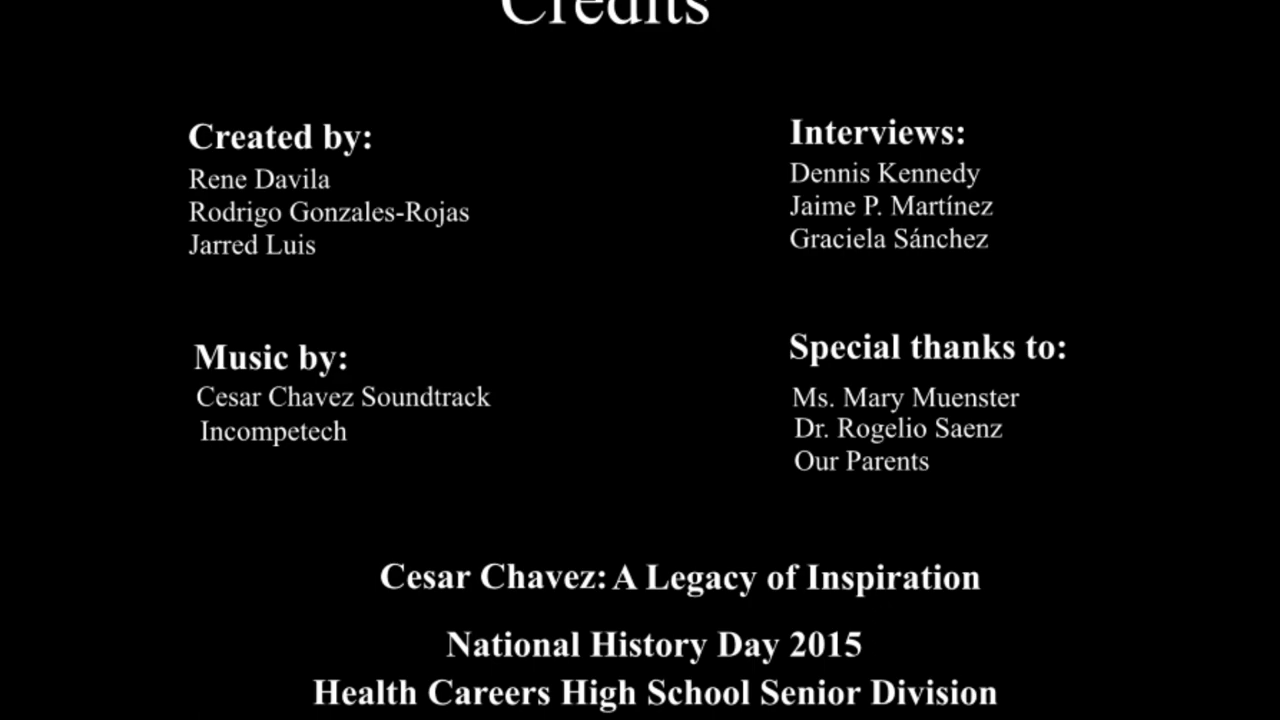 Credits
Created by:
Rene Davila
Rodrigo Gonzales-Rojas
Jarred Luis
Interviews:
Dennis Kennedy
Jaime P. Martínez
Graciela Sánchez
Music by:
Cesar Chavez Soundtrack
Incompetech
Special thanks to:
Ms. Mary Muenster
Dr. Rogelio Saenz
Our Parents
Cesar Chavez: A Legacy of Inspiration
National History Day 2015
Health Careers High School Senior Division